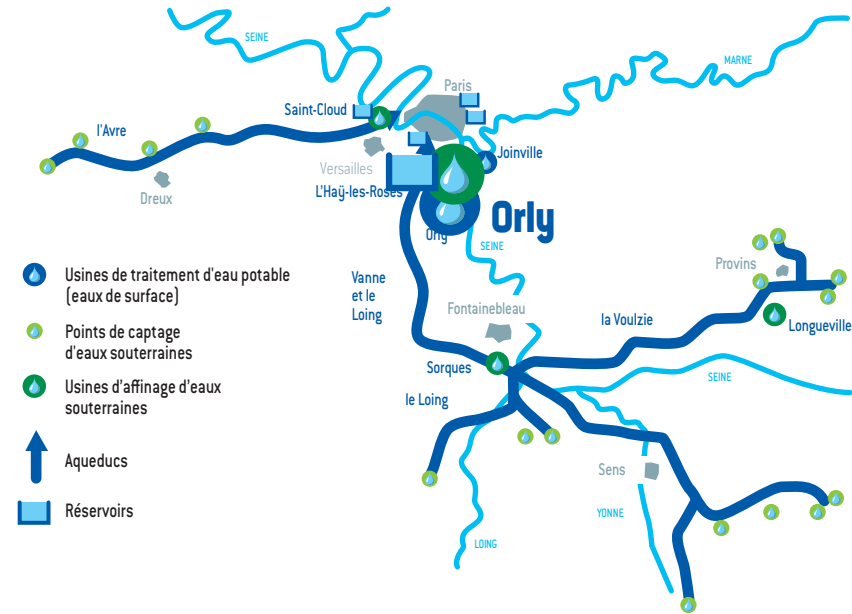 SEINE
MARNE
Paris
Saint-Cloud
l'Avre
Joinville
Versailles
L'Haÿ-les-Roses
Dreux
Orly
Orly
SEINE
Provins
Usines de traitement d'eau potable
(eaux de surface)
Vanne
et le
Loing
Fontainebleau
la Voulzie
Longueville
Points de captage
d'eaux souterraines
Sorques
SEINE
Usines d'affinage d'eaux
souterraines
le Loing
Aqueducs
Sens
Réservoirs
YONNE
LOING